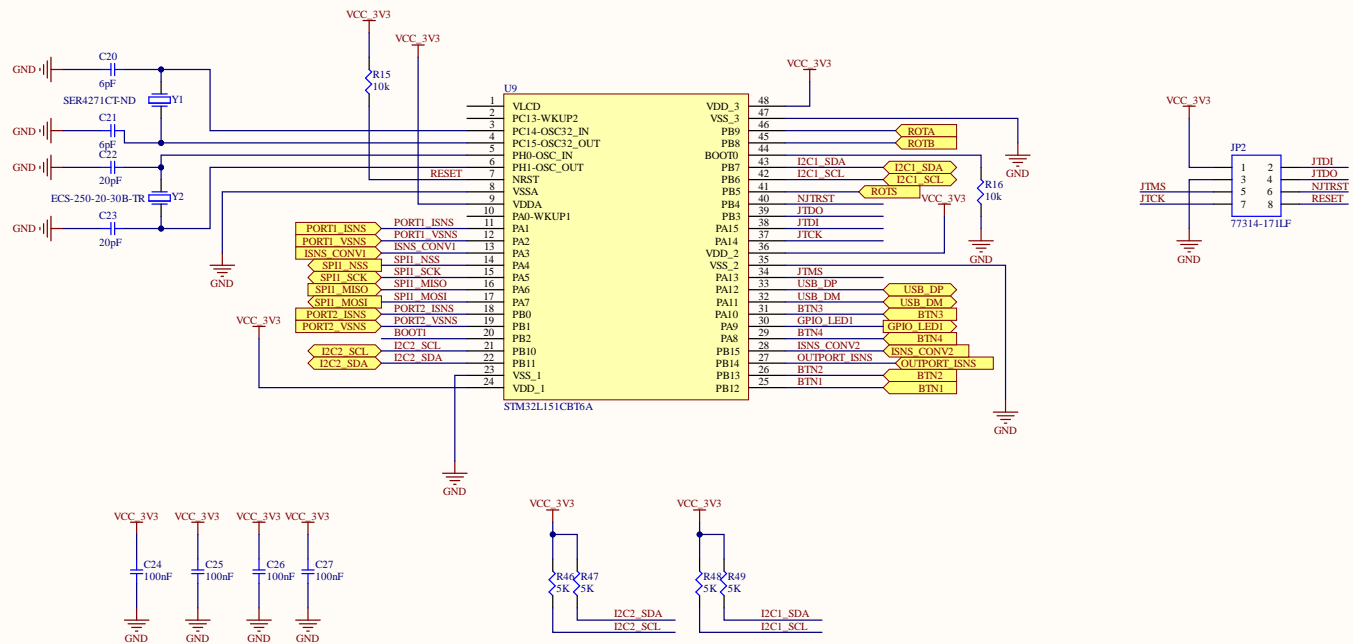 VCC_3V3
VCC_3V3
C20
GND
6pF
SER4271CT-ND
Y1
C21
GND
6pF
C22
GND
20pF
ECS-250-20-30B-TR
Y2
C23
GND
20pF
R15
10k
RESET
GND
U9
1 VLCD
2 PC13-WKUP2
3 PC14-OSC32_IN
4 PC15-OSC32_OUT
5 PH0-OSC_IN
6 PH1-OSC_OUT
7 NRST
8 VSSA
9 VDDA
10 PA0-WKUP1
PORT1_ISNS PORT1_ISNS 11 PA1
PORT1_VSNS PORT1_VSNS 12 PA2
ISNS_CONV1 ISNS_CONV1 13 PA3
SPI1_NSS SPI1_NSS 14 PA4
SPI1_SCK SPI1_SCK 15 PA5
SPI1_MISO SPI1_MISO 16 PA6
SPI1_MOSI SPI1_MOSI 17 PA7
PORT2_ISNS PORT2_ISNS 18 PB0
PORT2_VSNS PORT2_VSNS 19 PB1
BOOT1 20 PB2
I2C2_SCL I2C2_SCL 21 PB10
I2C2_SDA I2C2_SDA 22 PB11
23 VSS_1
24 VDD_1
VCC_3V3
GND
STM32L151CBT6A
VCC_3V3
VDD_3 48
VSS_3 47
PB9 46 ROTA
PB8 45 ROTB
BOOT0 44
PB7 43 I2C1_SDA I2C1_SDA
PB6 42 I2C1_SCL I2C1_SCL
PB5 41 ROTS
PB4 40 NJTRST
PB3 39 JTDO
PA15 38 JTDI
PA14 37 JTCK
VDD_2 36
VSS_2 35
PA13 34 JTMS
PA12 33 USB_DP USB_DP
PA11 32 USB_DM USB_DM
PA10 31 BTN3 BTN3
PA9 30 GPIO_LED1 GPIO_LED1
PA8 29 BTN4 BTN4
PB15 28 ISNS_CONV2 ISNS_CONV2
PB14 27 OUTPORT_ISNS OUTPORT_ISNS
PB13 26 BTN2 BTN2
PB12 25 BTN1 BTN1
GND
R16
10k
VCC_3V3
GND
GND
VCC_3V3
JP2
1 2 JTDI
3 4 JTDO
JTMS 5 6 NJTRST
JTCK 7 8 RESET
77314-171LF
GND
VCC_3V3 VCC_3V3 VCC_3V3 VCC_3V3
C24 C25 C26 C27
100nF 100nF 100nF 100nF
GND GND GND GND
VCC_3V3
R46 R47
5K 5K
I2C2_SDA
I2C2_SCL
VCC_3V3
R48 R49
5K 5K
I2C1_SDA
I2C1_SCL